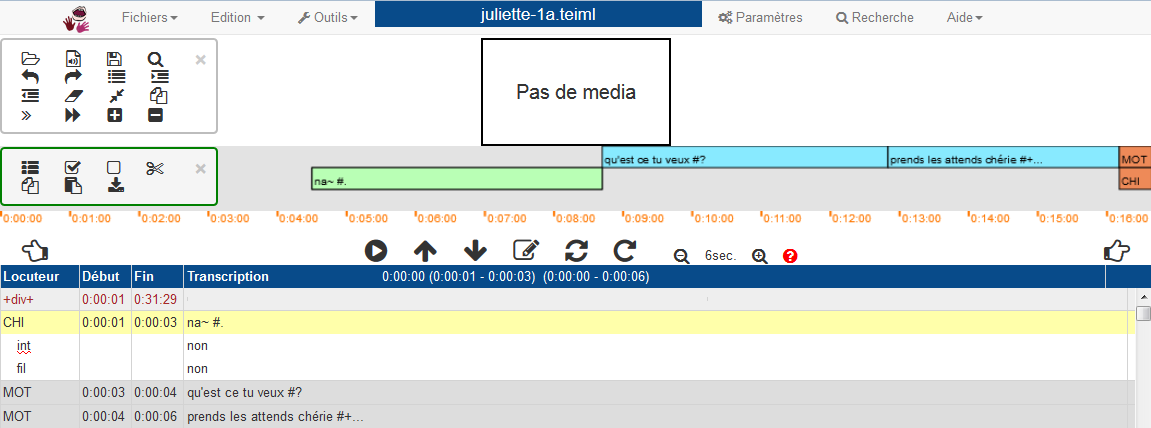 Fichiers Edition Outils juliette-1a.teiml Paramètres Recherche Aide
Pas de media
qu'est ce tu veux #? prends les attends chérie #+... MOT
na~ #. CHI
0:00:00 0:01:00 0:02:00 0:03:00 0:04:00 0:05:00 0:06:00 0:07:00 0:08:00 0:09:00 0:10:00 0:11:00 0:12:00 0:13:00 0:14:00 0:15:00 0:16:00
6sec. ?
Locuteur Début Fin Transcription 0:00:00 (0:00:01 - 0:00:03) (0:00:00 - 0:00:06)
+div+ 0:00:01 0:31:29
CHI 0:00:01 0:00:03 na~ #.
int non
fil non
MOT 0:00:03 0:00:04 qu'est ce tu veux #?
MOT 0:00:04 0:00:06 prends les attends chérie #+...